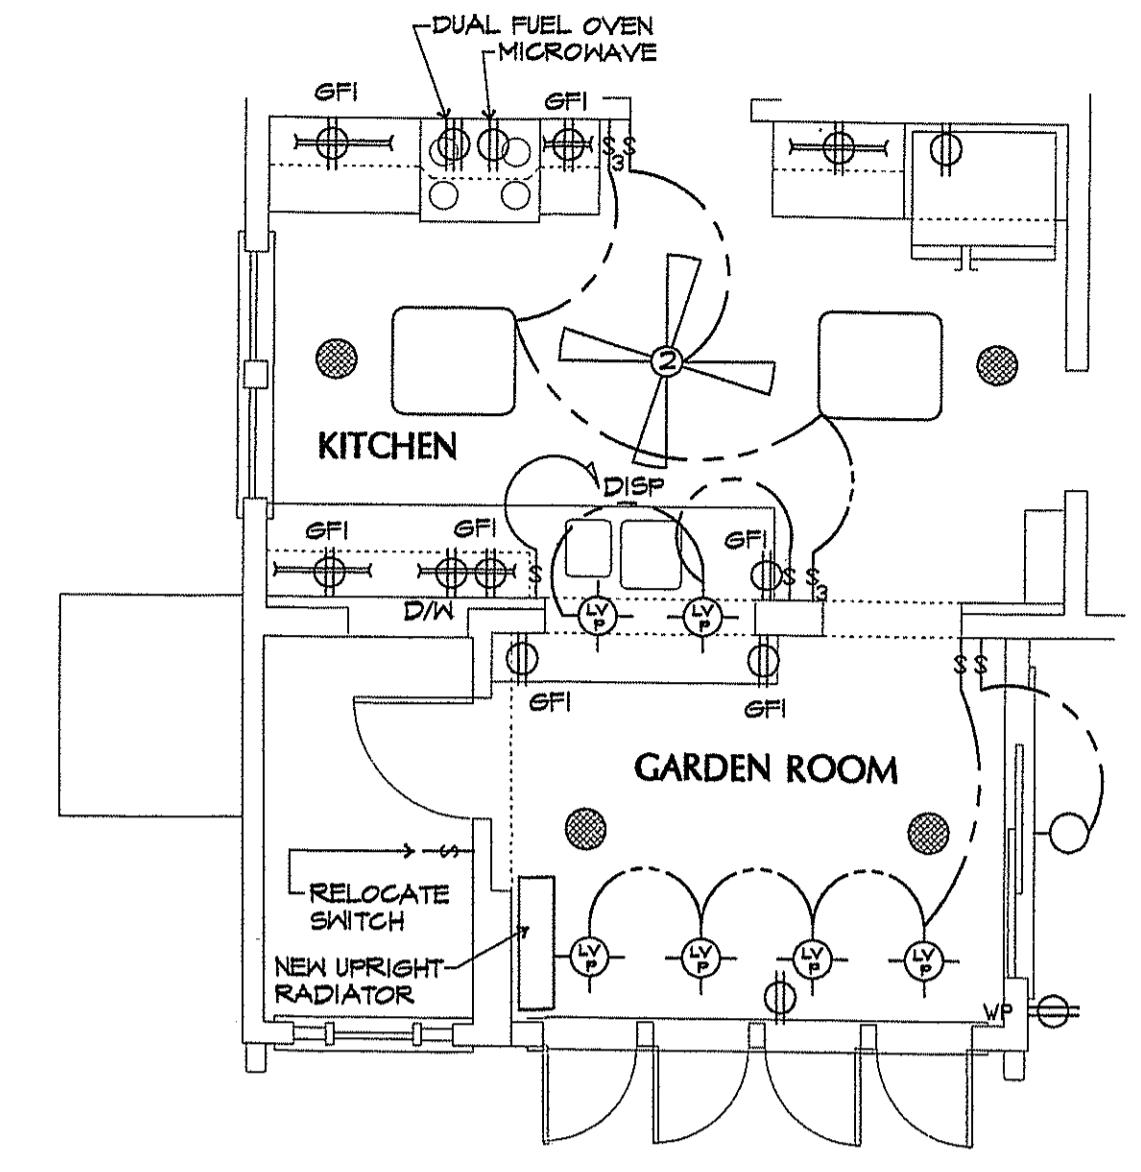 DUAL FUEL OVEN
MICROWAVE
GFI
GFI
S
S
3
2
KITCHEN
DISP
GFI
GFI
GFI
S
S
S
3
D/W
LV
P
LV
P
S
S
GFI
GFI
GARDEN ROOM
S
RELOCATE
SWITCH
NEW UPRIGHT
RADIATOR
LV
P
LV
P
LV
P
LV
P
WP